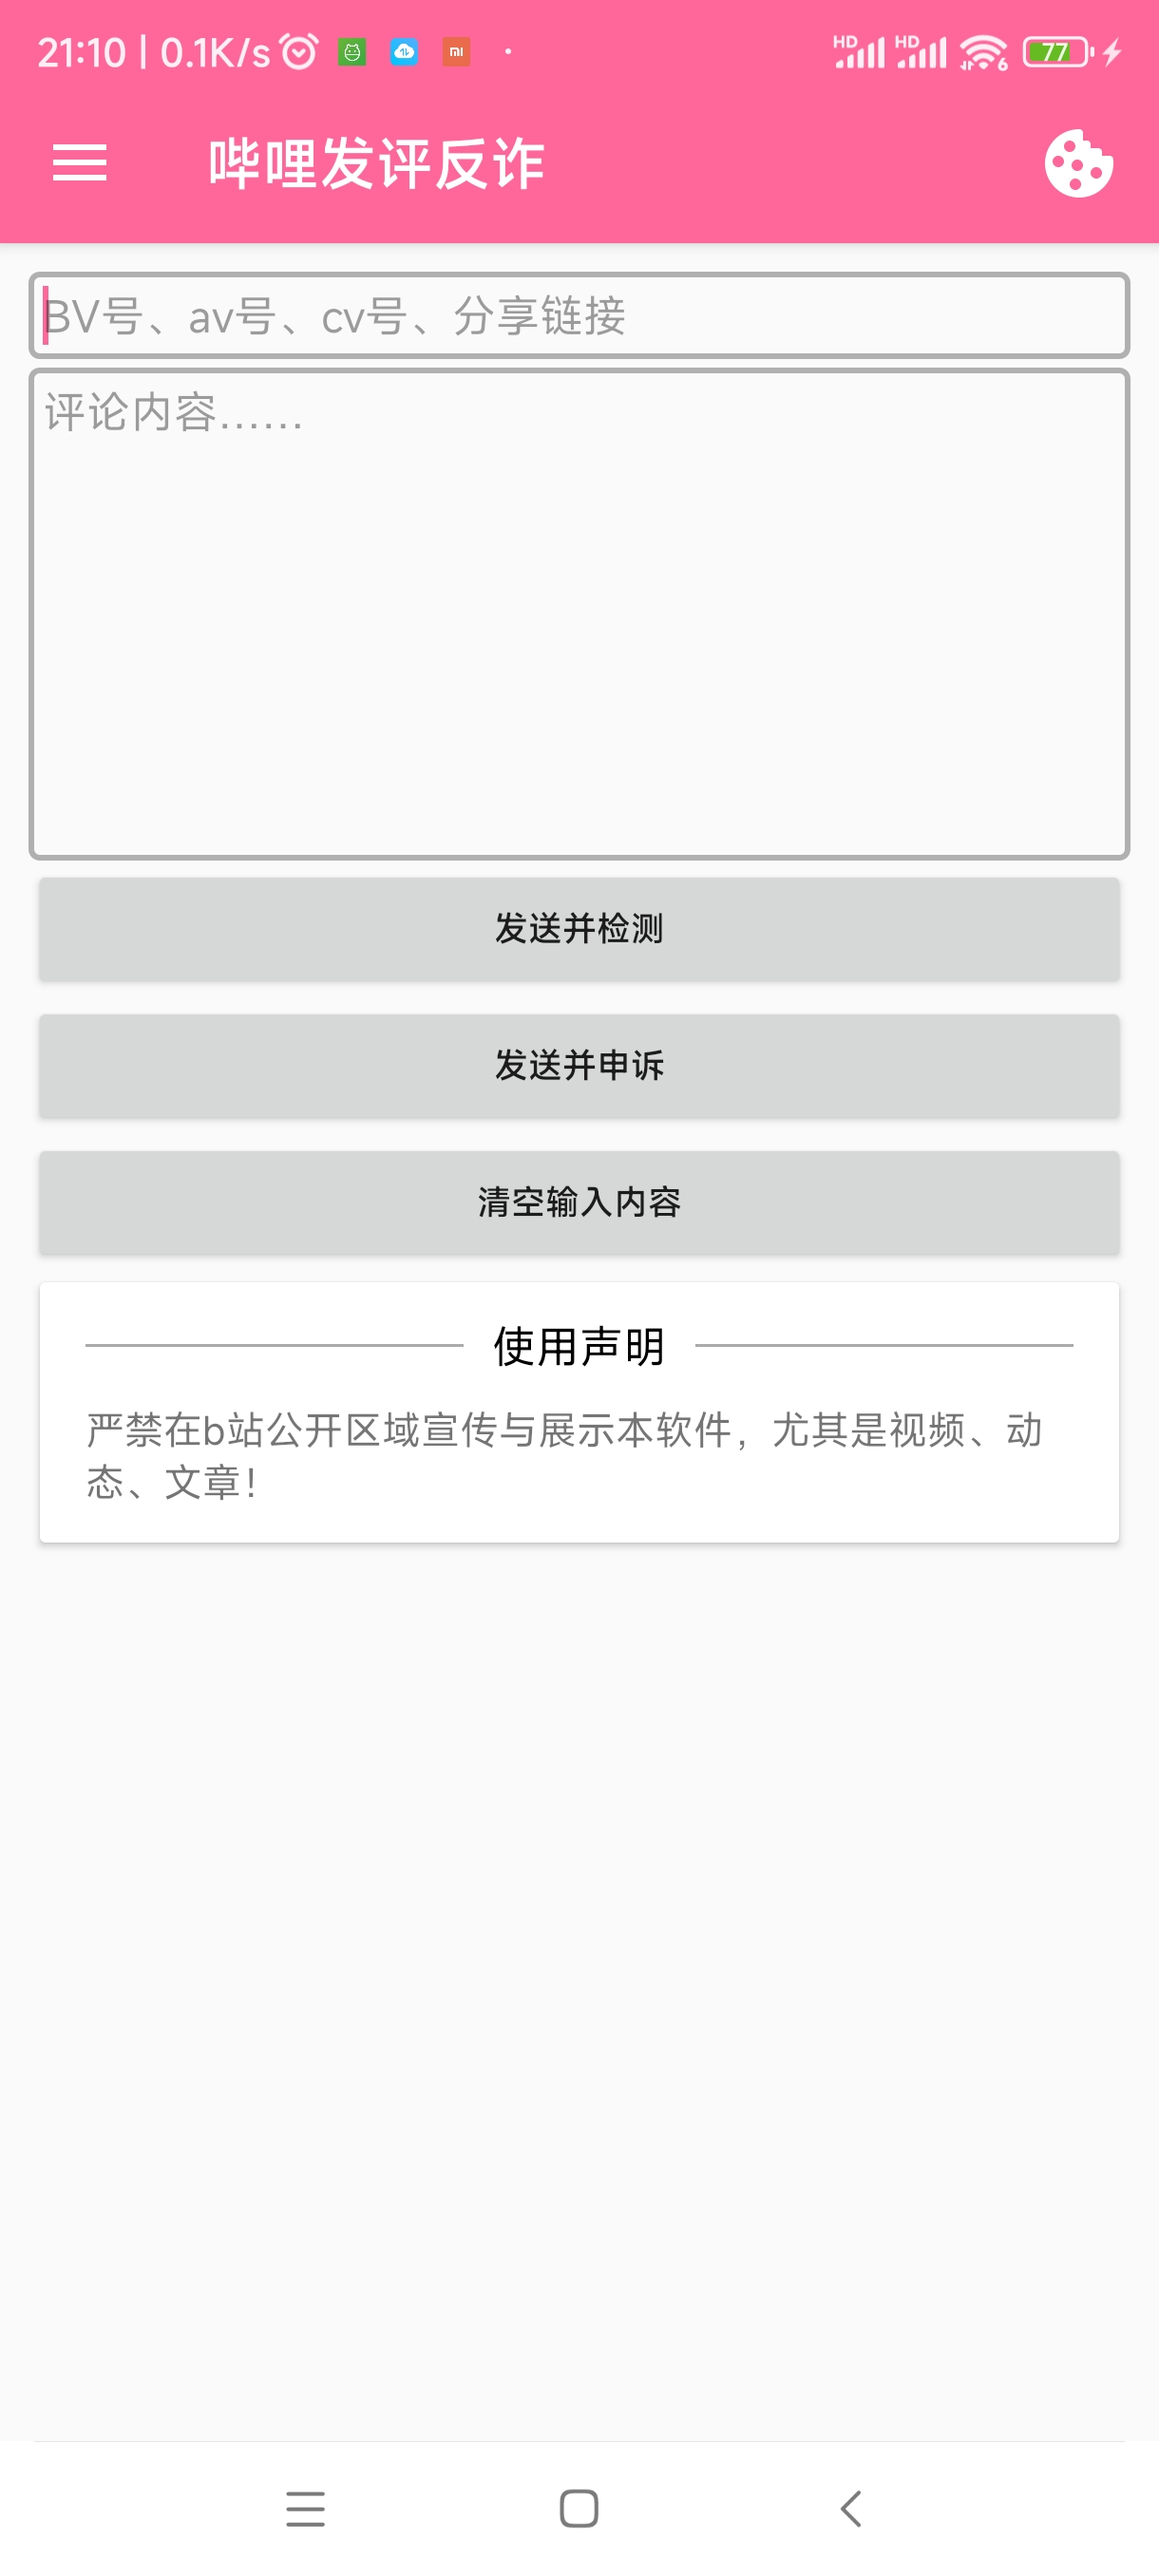 21:10 | 0.1K/s
HD HD 6 77
哔哩发评反诈
BV号、av号、cv号、分享链接
评论内容......
发送并检测
发送并申诉
清空输入内容
使用声明
严禁在b站公开区域宣传与展示本软件，尤其是视频、动
态、文章！